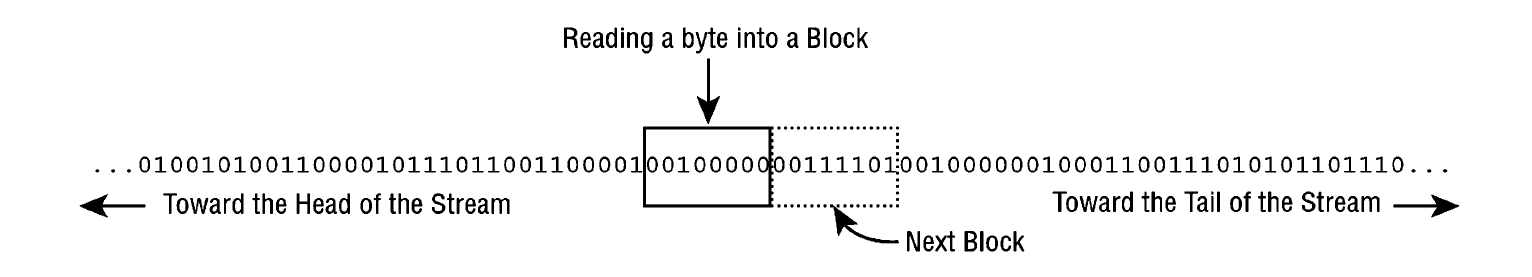 Reading a byte into a Block
...01001010011000010111011001100001001000000011110100100000010001100111010101101110...
Toward the Head of the Stream
Toward the Tail of the Stream
Next Block